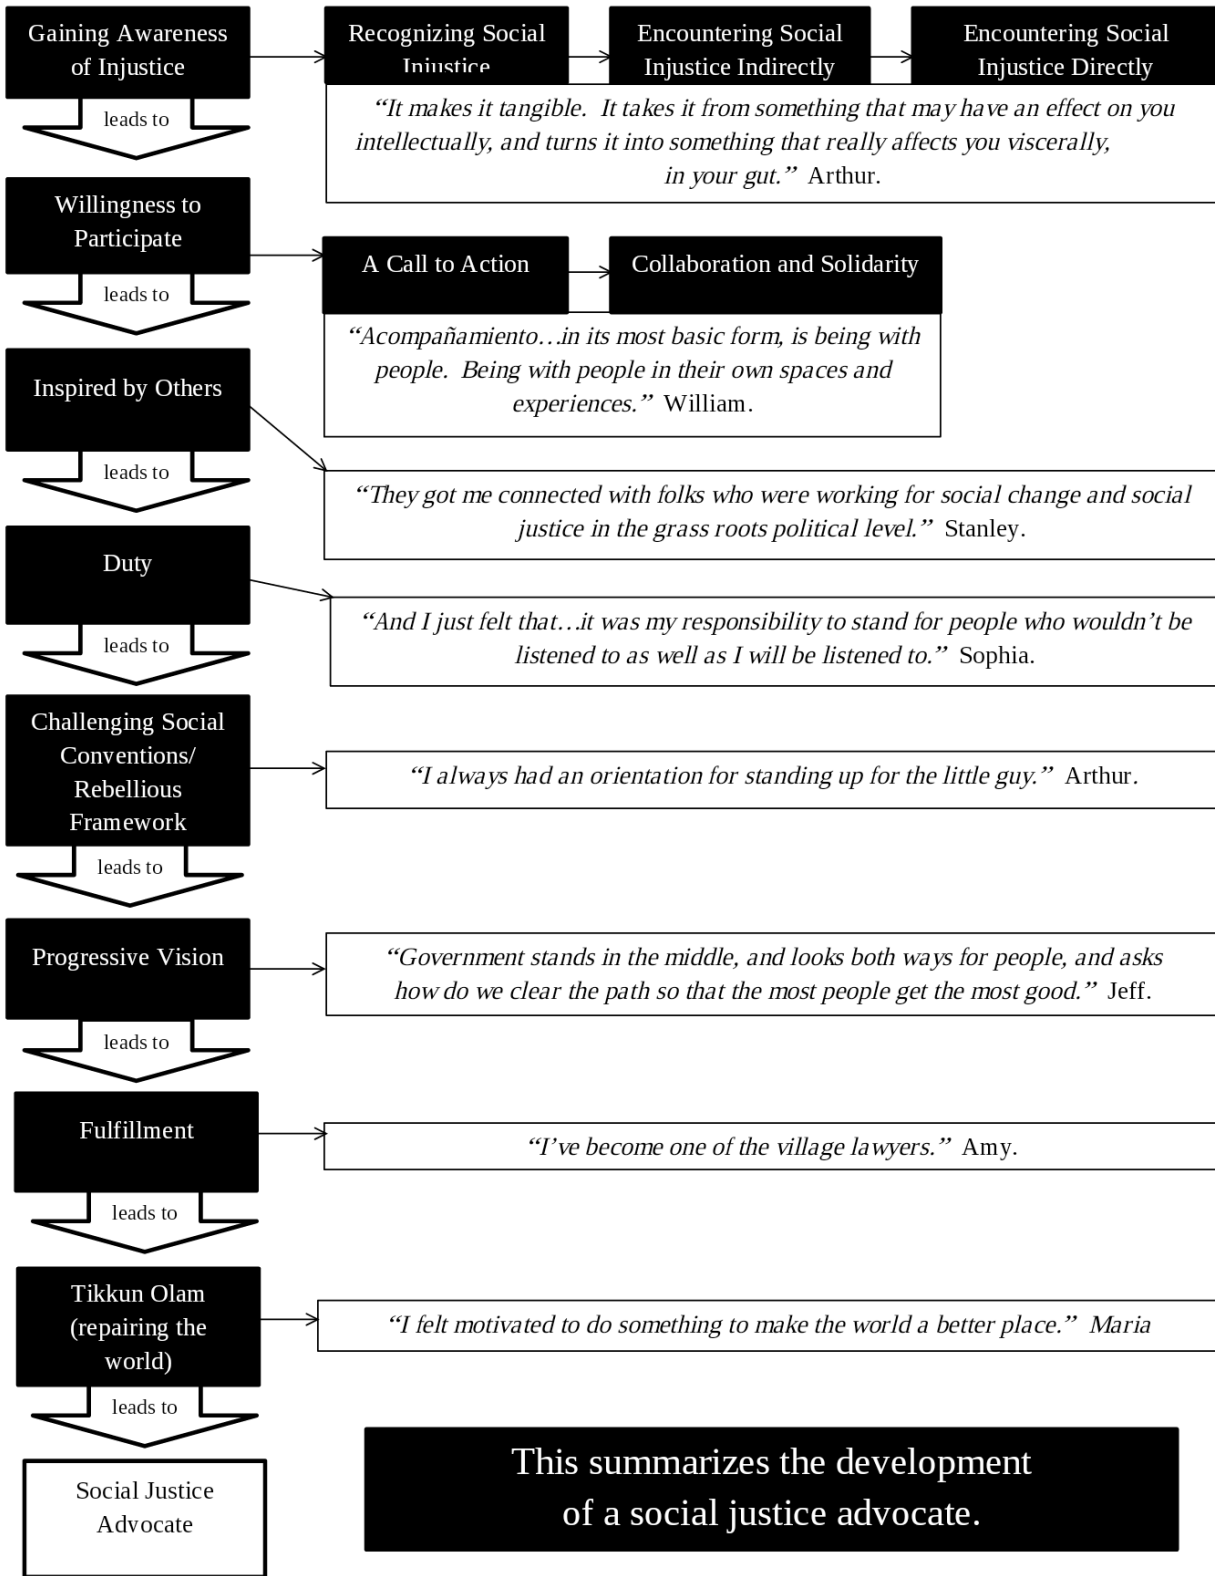 Gaining Awareness
of Injustice
Recognizing Social
Injustice
Encountering Social
Injustice Indirectly
Encountering Social
Injustice Directly
leads to
“It makes it tangible.  It takes it from something that may have an effect on you
intellectually, and turns it into something that really affects you viscerally,
in your gut.”  Arthur.
Willingness to
Participate
A Call to Action
Collaboration and Solidarity
leads to
“Acompañamiento…in its most basic form, is being with
people.  Being with people in their own spaces and
experiences.”  William.
Inspired by Others
leads to
“They got me connected with folks who were working for social change and social
justice in the grass roots political level.”  Stanley.
Duty
leads to
“And I just felt that…it was my responsibility to stand for people who wouldn’t be
listened to as well as I will be listened to.”  Sophia.
Challenging Social
Conventions/
Rebellious
Framework
“I always had an orientation for standing up for the little guy.”  Arthur.
leads to
Progressive Vision
“Government stands in the middle, and looks both ways for people, and asks
how do we clear the path so that the most people get the most good.”  Jeff.
leads to
Fulfillment
“I’ve become one of the village lawyers.”  Amy.
leads to
Tikkun Olam
(repairing the
world)
“I felt motivated to do something to make the world a better place.”  Maria
leads to
Social Justice
Advocate
This summarizes the development
of a social justice advocate.